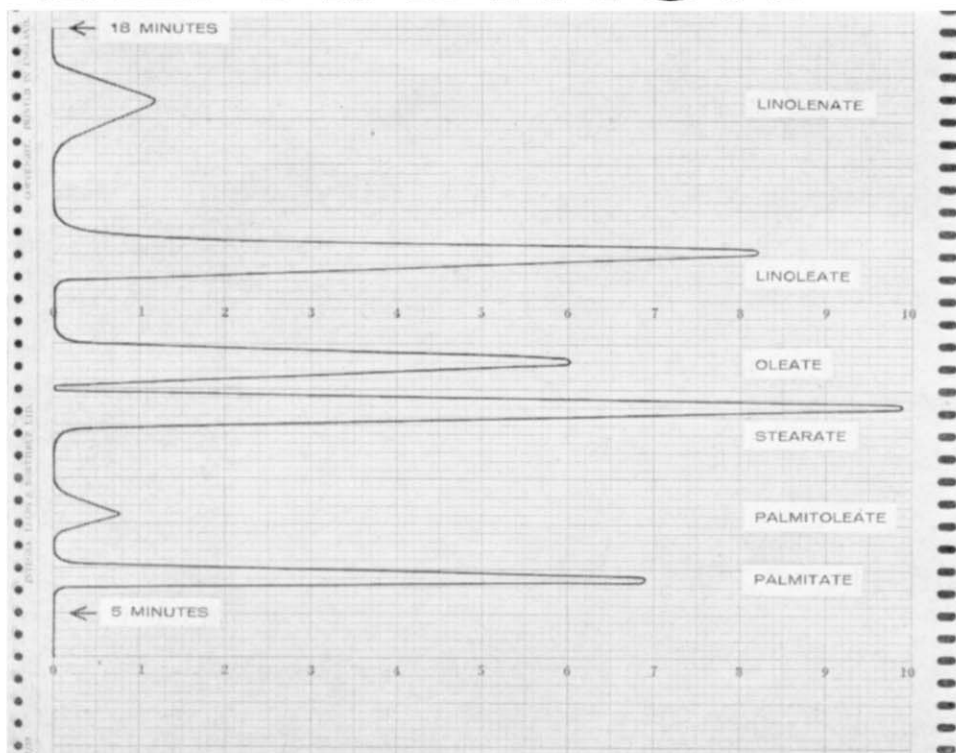 ← 18 MINUTES
LINOLENATE
LINOLEATE
0 1 2 3 4 5 6 7 8 9 10
OLEATE
STEARATE
PALMITOLEATE
PALMITATE
← 5 MINUTES
0 1 2 3 4 5 6 7 8 9 10